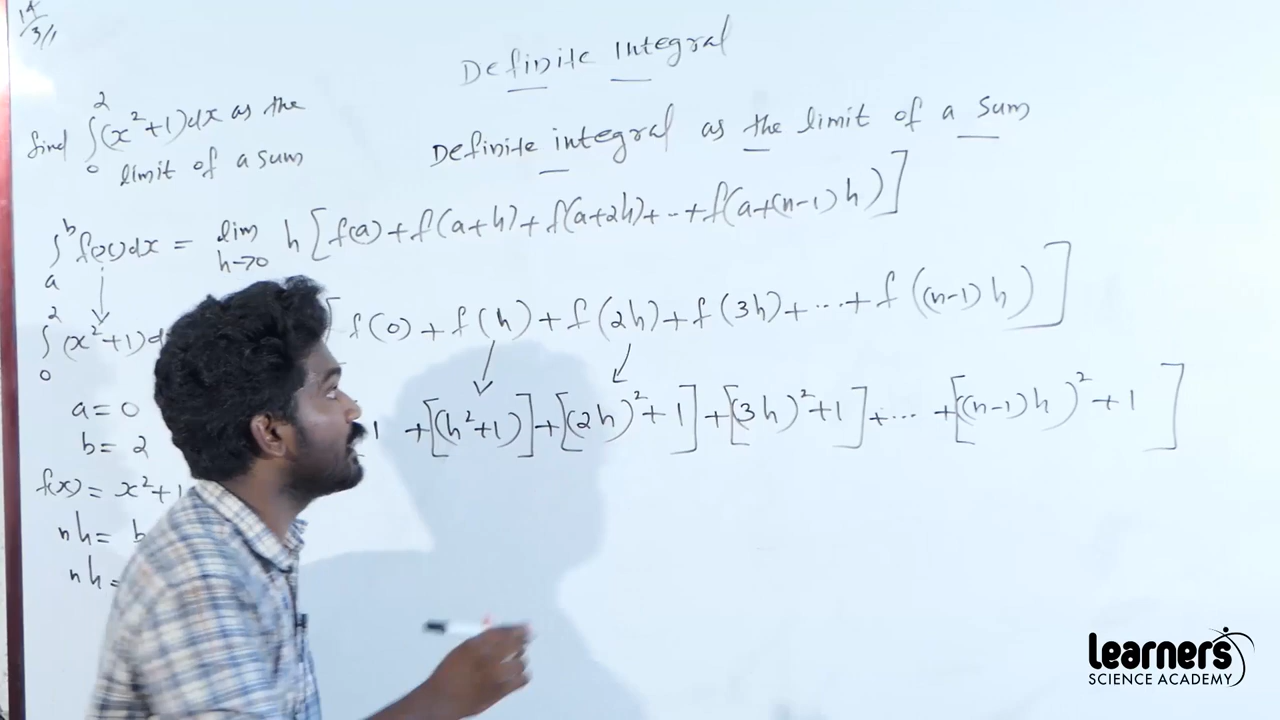 14/3/1
Definite Integral
find ∫₀² (x²+1)dx as the
limit of a sum
Definite integral as the limit of a sum
∫ₐᵇ f(x)dx = lim h→0 h [f(a)+f(a+h)+f(a+2h)+..+f(a+(n-1)h)]
∫₀² (x²+1)d
[f(0)+f(h)+f(2h)+f(3h)+...+f((n-1)h)]
a=0
1 +[(h²+1)]+[(2h)²+1]+[(3h)²+1]+... +[((n-1)h)²+1]
b=2
f(x)=x²+1
nh= b
nh=
Learners
SCIENCE ACADEMY